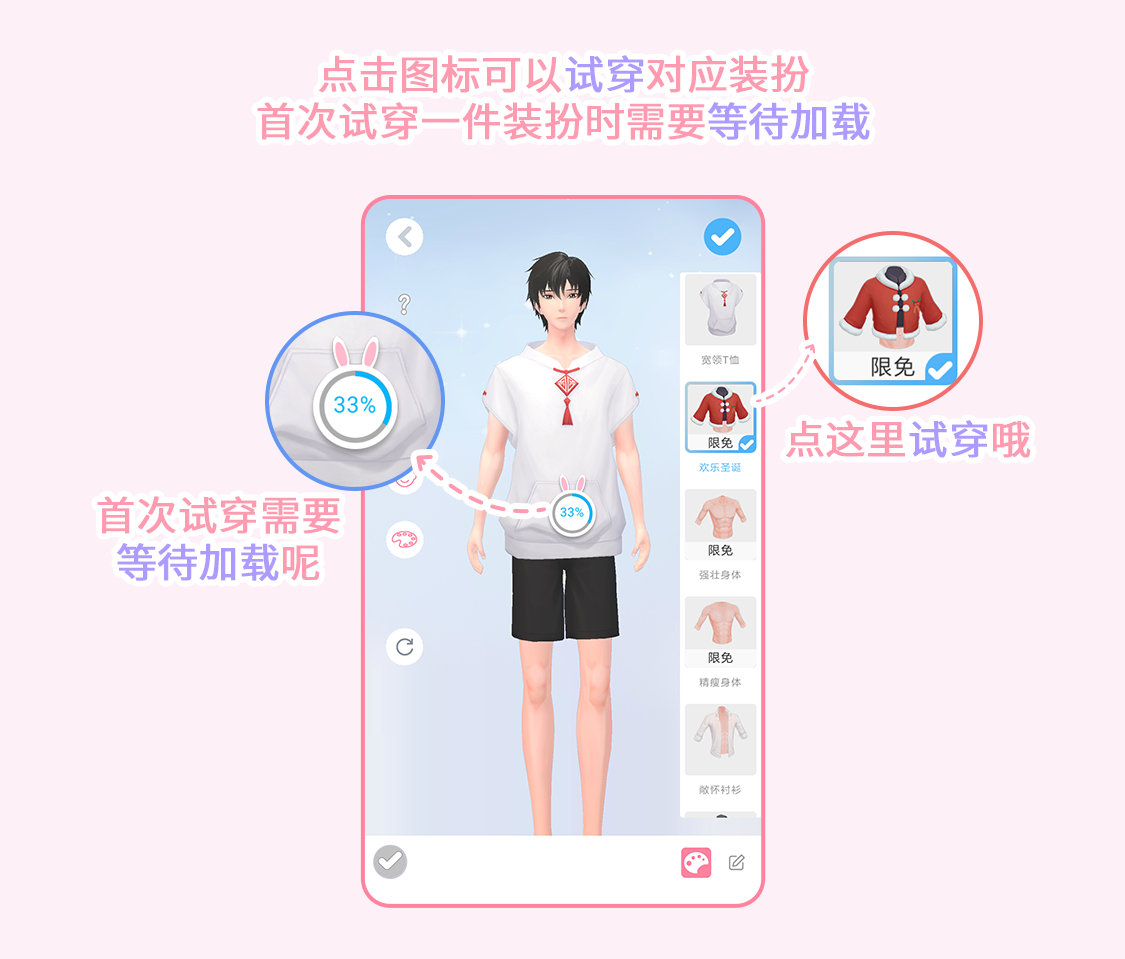 点击图标可以试穿对应装扮
首次试穿一件装扮时需要等待加载
?
宽领T恤
限免
欢乐圣诞
限免
强壮身体
限免
精瘦身体
敞怀衬衫
33%
33%
首次试穿需要
等待加载呢
限免
点这里试穿哦